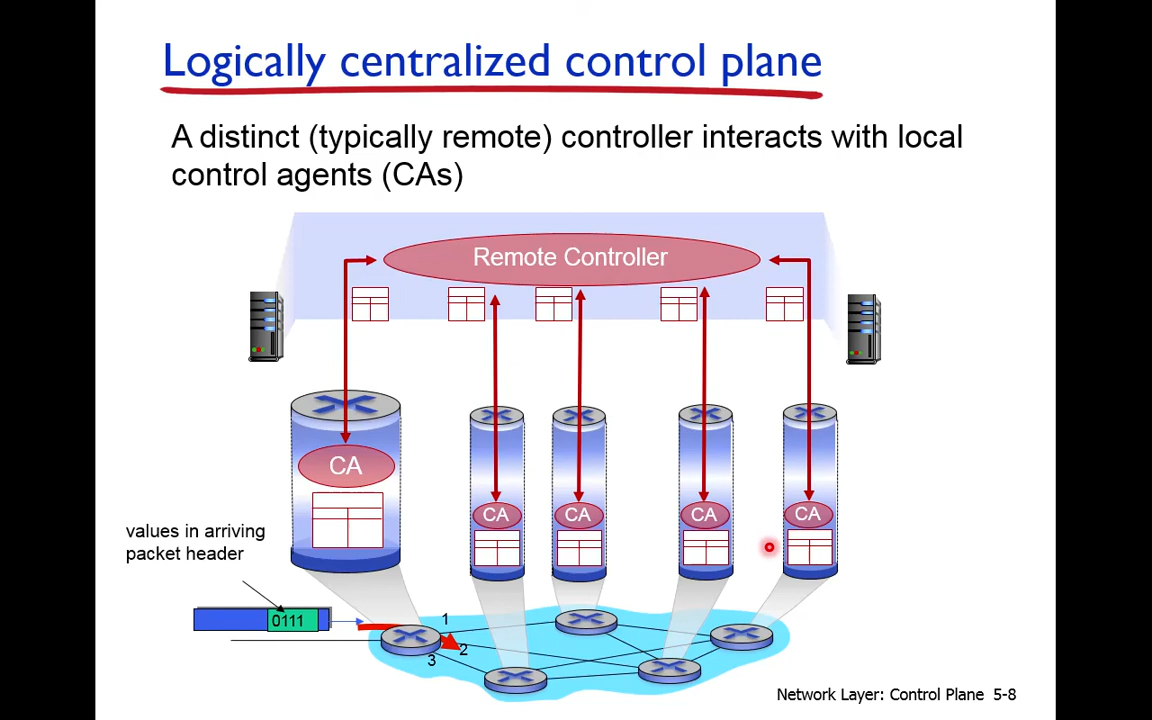 Logically centralized control plane
A distinct (typically remote) controller interacts with local
control agents (CAs)
Remote Controller
CA
CA
CA
CA
CA
values in arriving
packet header
0111
1
2
3
Network Layer: Control Plane 5-8